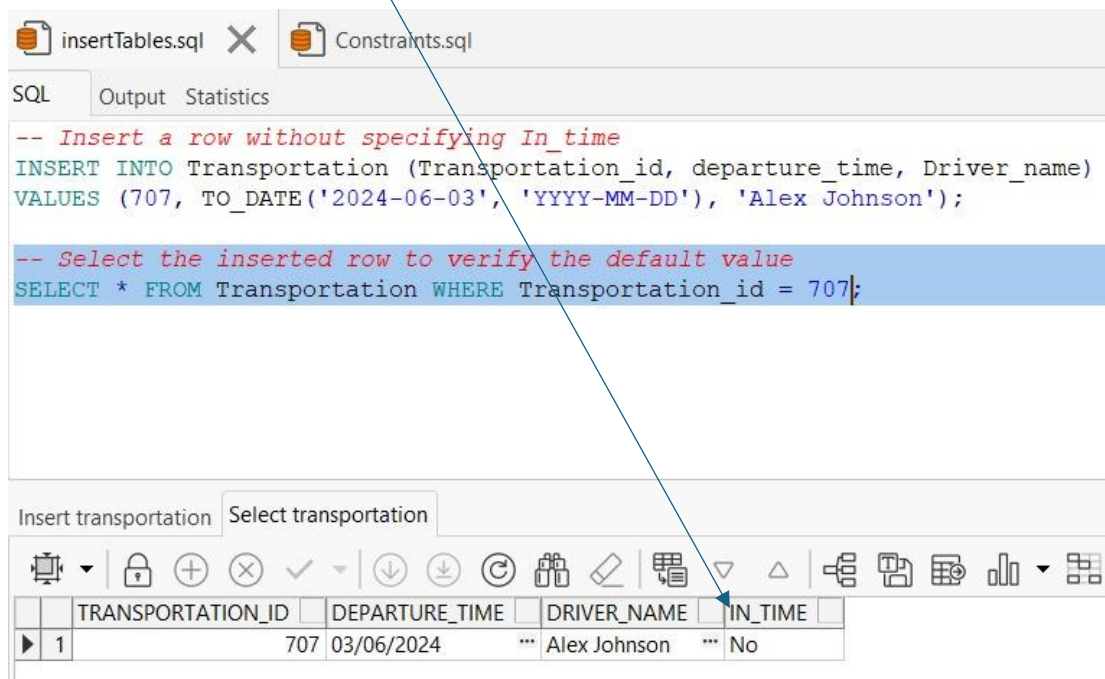 insertTables.sql Constraints.sql
SQL Output Statistics
-- Insert a row without specifying In_time
INSERT INTO Transportation (Transportation_id, departure_time, Driver_name)
VALUES (707, TO_DATE('2024-06-03', 'YYYY-MM-DD'), 'Alex Johnson');
-- Select the inserted row to verify the default value
SELECT * FROM Transportation WHERE Transportation_id = 707;
Insert transportation Select transportation
TRANSPORTATION_ID DEPARTURE_TIME DRIVER_NAME IN_TIME
1 707 03/06/2024 ... Alex Johnson ... No